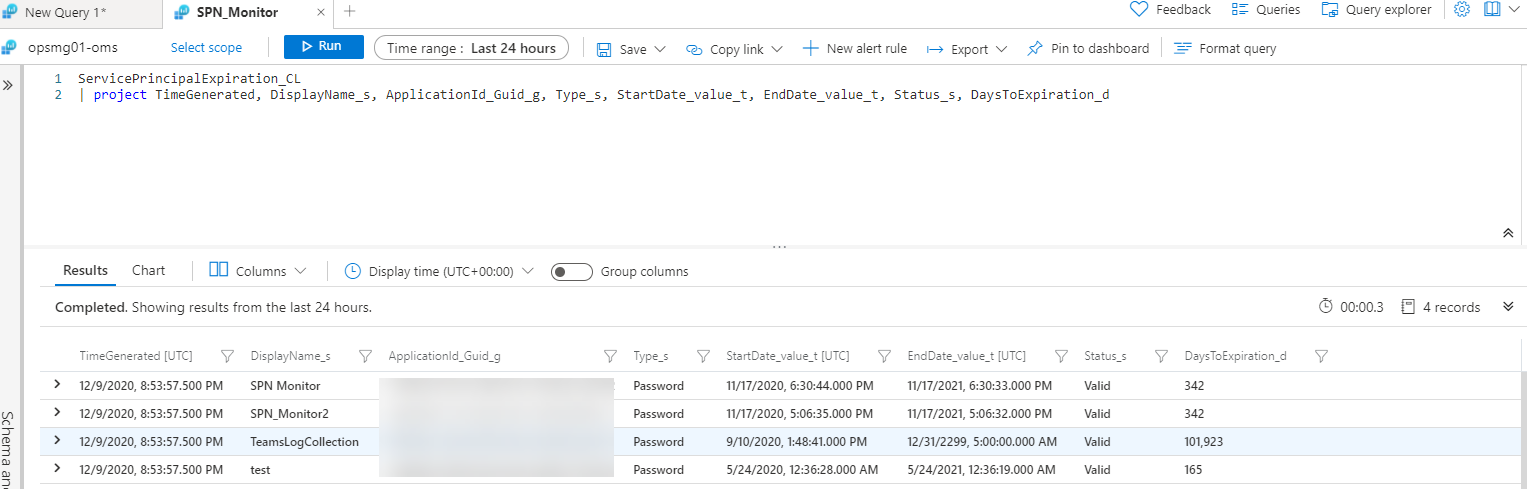 New Query 1*
SPN_Monitor
×
+
Feedback
Queries
Query explorer
opsmg01-oms
Select scope
Run
Time range : Last 24 hours
Save
Copy link
New alert rule
Export
Pin to dashboard
Format query
1 ServicePrincipalExpiration_CL
2 | project TimeGenerated, DisplayName_s, ApplicationId_Guid_g, Type_s, StartDate_value_t, EndDate_value_t, Status_s, DaysToExpiration_d
Results
Chart
Columns
Display time (UTC+00:00)
Group columns
Completed. Showing results from the last 24 hours.
00:00.3
4 records
TimeGenerated [UTC] DisplayName_s ApplicationId_Guid_g Type_s StartDate_value_t [UTC] EndDate_value_t [UTC] Status_s DaysToExpiration_d
12/9/2020, 8:53:57.500 PM SPN Monitor Password 11/17/2020, 6:30:44.000 PM 11/17/2021, 6:30:33.000 PM Valid 342
12/9/2020, 8:53:57.500 PM SPN_Monitor2 Password 11/17/2020, 5:06:35.000 PM 11/17/2021, 5:06:32.000 PM Valid 342
12/9/2020, 8:53:57.500 PM TeamsLogCollection Password 9/10/2020, 1:48:41.000 PM 12/31/2299, 5:00:00.000 AM Valid 101,923
12/9/2020, 8:53:57.500 PM test Password 5/24/2020, 12:36:28.000 AM 5/24/2021, 12:36:19.000 AM Valid 165
Schema and